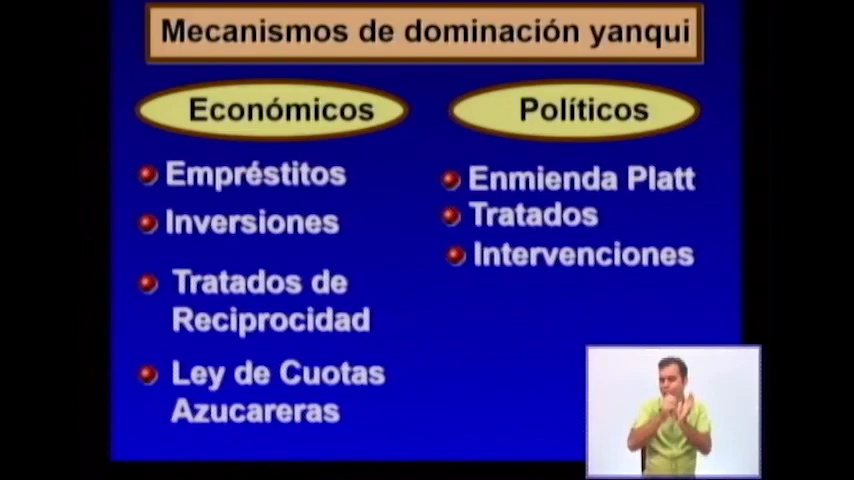 Mecanismos de dominación yanqui
Económicos
Empréstitos
Inversiones
Tratados de
Reciprocidad
Ley de Cuotas
Azucareras
Políticos
Enmienda Platt
Tratados
Intervenciones